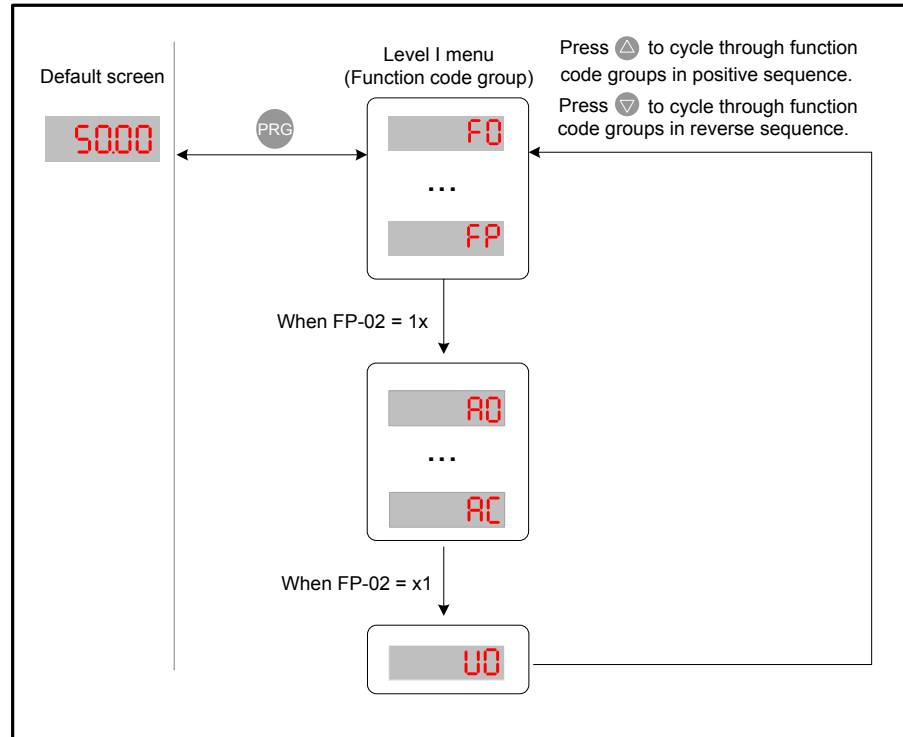 Default screen
50.00
PRG
Level I menu
(Function code group)
F0
...
FP
Press to cycle through function
code groups in positive sequence.
Press to cycle through function
code groups in reverse sequence.
When FP-02 = 1x
A0
...
AC
When FP-02 = x1
U0